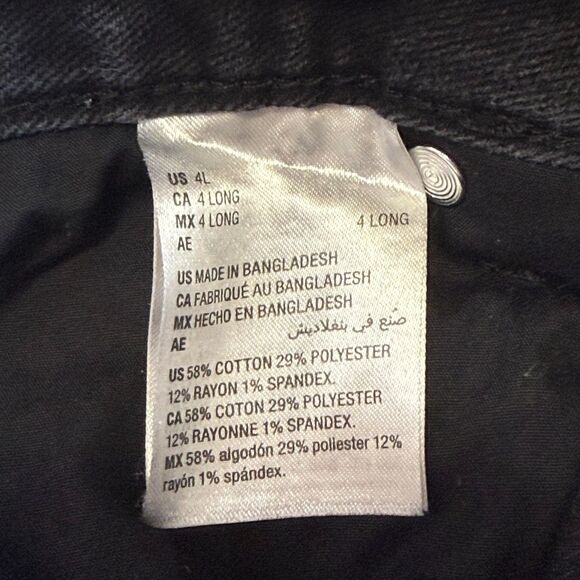 US 4L
CA 4 LONG
MX 4 LONG
4 LONG
AE
US MADE IN BANGLADESH
CA FABRIQUÉ AU BANGLADESH
MX HECHO EN BANGLADESH
صُنع في بنغلاديش
AE
US 58% COTTON 29% POLYESTER
12% RAYON 1% SPANDEX.
CA 58% COTON 29% POLYESTER
12% RAYONNE 1% SPANDEX.
MX 58% algodón 29% poliester 12%
rayón 1% spándex.